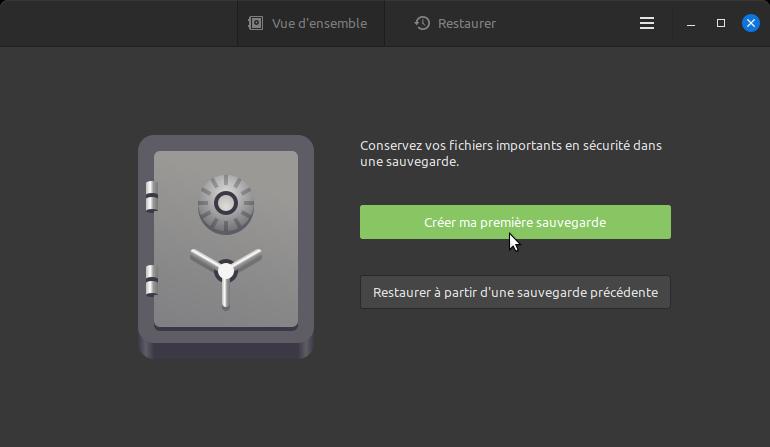 Vue d'ensemble
Restaurer
Conservez vos fichiers importants en sécurité dans
une sauvegarde.
Créer ma première sauvegarde
Restaurer à partir d'une sauvegarde précédente